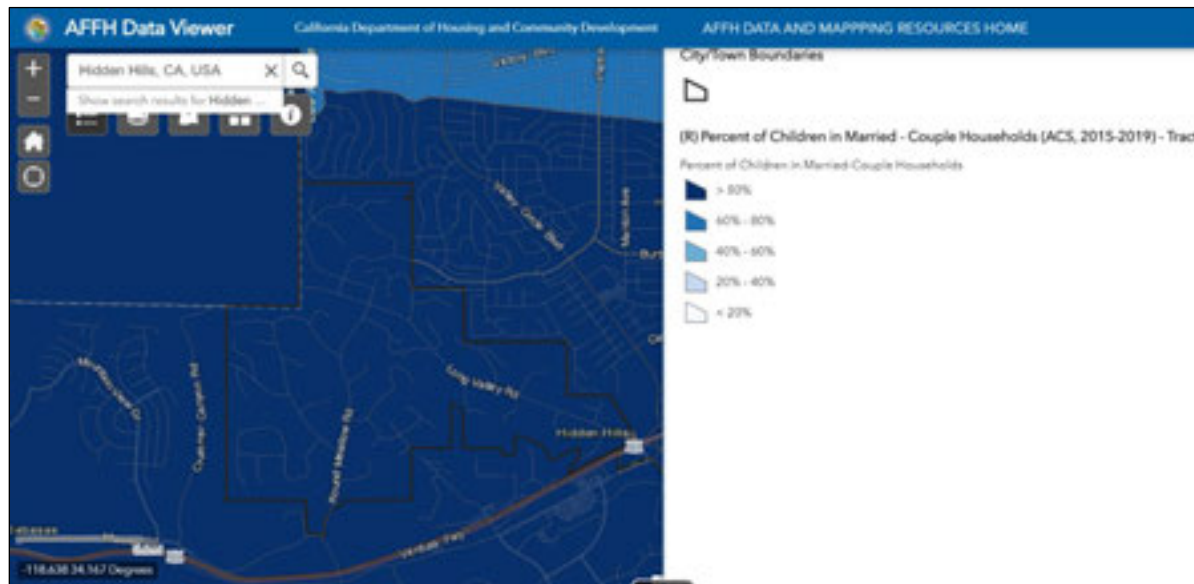 AFFH Data Viewer
California Department of Housing and Community Development
AFFH DATA AND MAPPPING RESOURCES HOME
+
−
Hidden Hills, CA, USA
Show search results for Hidden ...
City/Town Boundaries
(R) Percent of Children in Married - Couple Households (ACS, 2015-2019) - Tract
Percent of Children in Married-Couple Households
> 80%
60% - 80%
40% - 60%
20% - 40%
< 20%
Valley Circle Blvd
Long Valley Rd
Round Meadow Rd
Hidden Hills
Ventura Fwy
-118.638 34.167 Degrees